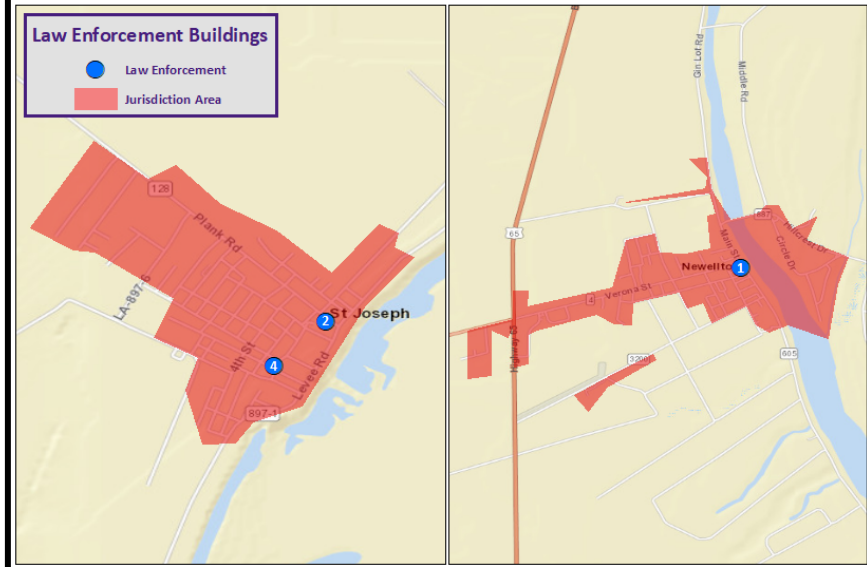 Law Enforcement Buildings
Law Enforcement
Jurisdiction Area
128
Plank Rd
LA-897-6
2
St Joseph
4th St
4
Levee Rd
897-1
Gin Lot Rd
Middle Rd
65
Main St
Hillcrest Dr
Circle Dr
1
4
Verona St
Highway 65
605